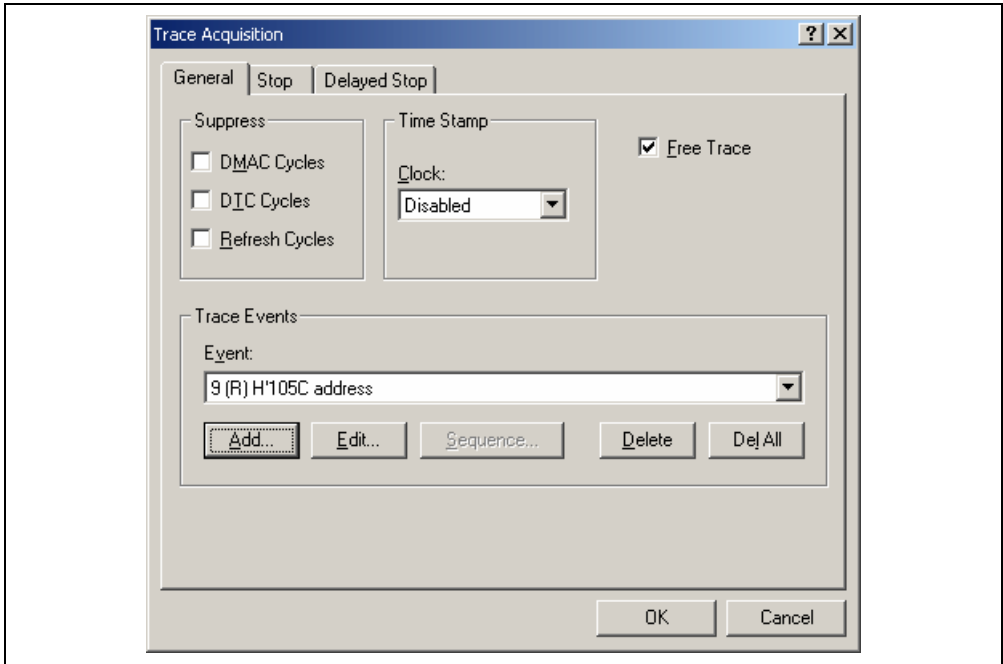 Trace Acquisition
General Stop Delayed Stop
Suppress
DMAC Cycles
DTC Cycles
Refresh Cycles
Time Stamp
Clock:
Disabled
Free Trace
Trace Events
Event:
9 (R) H'105C address
Add... Edit... Sequence... Delete Del All
OK Cancel